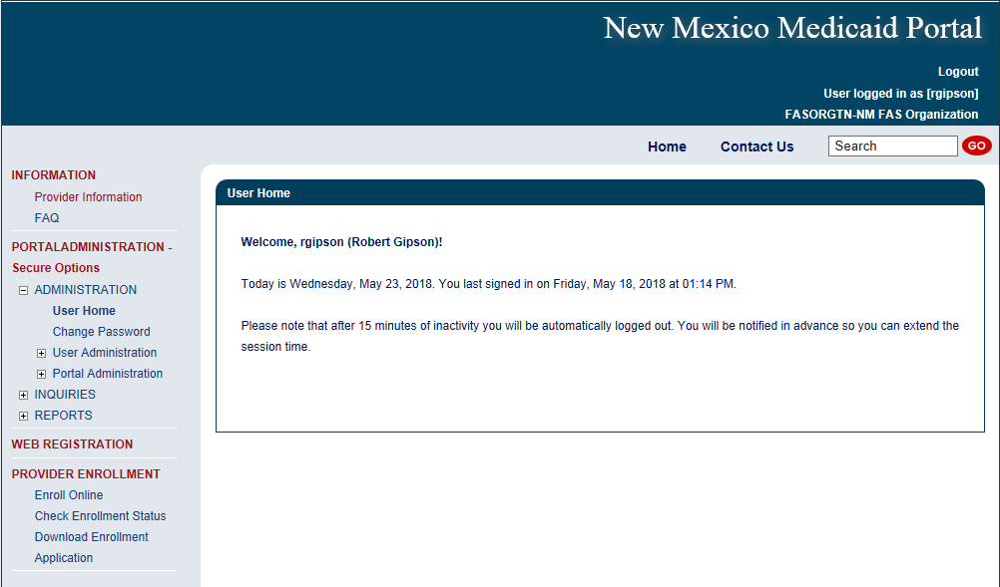 New Mexico Medicaid Portal
Logout
User logged in as [rgipson]
FASORGTN-NM FAS Organization
Home Contact Us Search GO
INFORMATION
Provider Information
FAQ
PORTALADMINISTRATION -
Secure Options
ADMINISTRATION
User Home
Change Password
User Administration
Portal Administration
INQUIRIES
REPORTS
WEB REGISTRATION
PROVIDER ENROLLMENT
Enroll Online
Check Enrollment Status
Download Enrollment
Application
User Home
Welcome, rgipson (Robert Gipson)!
Today is Wednesday, May 23, 2018. You last signed in on Friday, May 18, 2018 at 01:14 PM.
Please note that after 15 minutes of inactivity you will be automatically logged out. You will be notified in advance so you can extend the
session time.